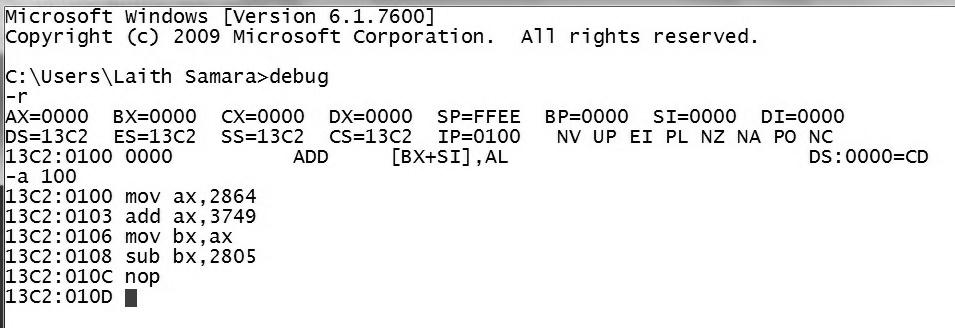 Microsoft Windows [Version 6.1.7600]
Copyright (c) 2009 Microsoft Corporation.  All rights reserved.
C:\Users\Laith Samara>debug
-r
AX=0000  BX=0000  CX=0000  DX=0000  SP=FFEE  BP=0000  SI=0000  DI=0000
DS=13C2  ES=13C2  SS=13C2  CS=13C2  IP=0100   NV UP EI PL NZ NA PO NC
13C2:0100 0000          ADD     [BX+SI],AL                         DS:0000=CD
-a 100
13C2:0100 mov ax,2864
13C2:0103 add ax,3749
13C2:0106 mov bx,ax
13C2:0108 sub bx,2805
13C2:010C nop
13C2:010D